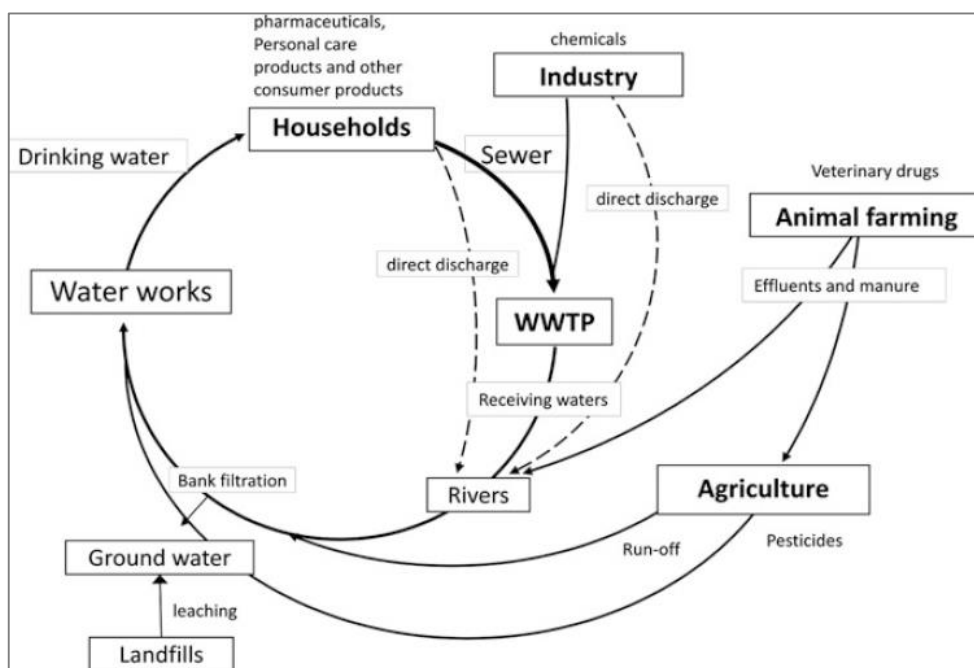 pharmaceuticals,
Personal care
products and other
consumer products
Households
chemicals
Industry
Drinking water
Sewer
direct discharge
direct discharge
Veterinary drugs
Animal farming
Effluents and manure
Water works
WWTP
Receiving waters
Bank filtration
Rivers
Agriculture
Run-off
Pesticides
Ground water
leaching
Landfills